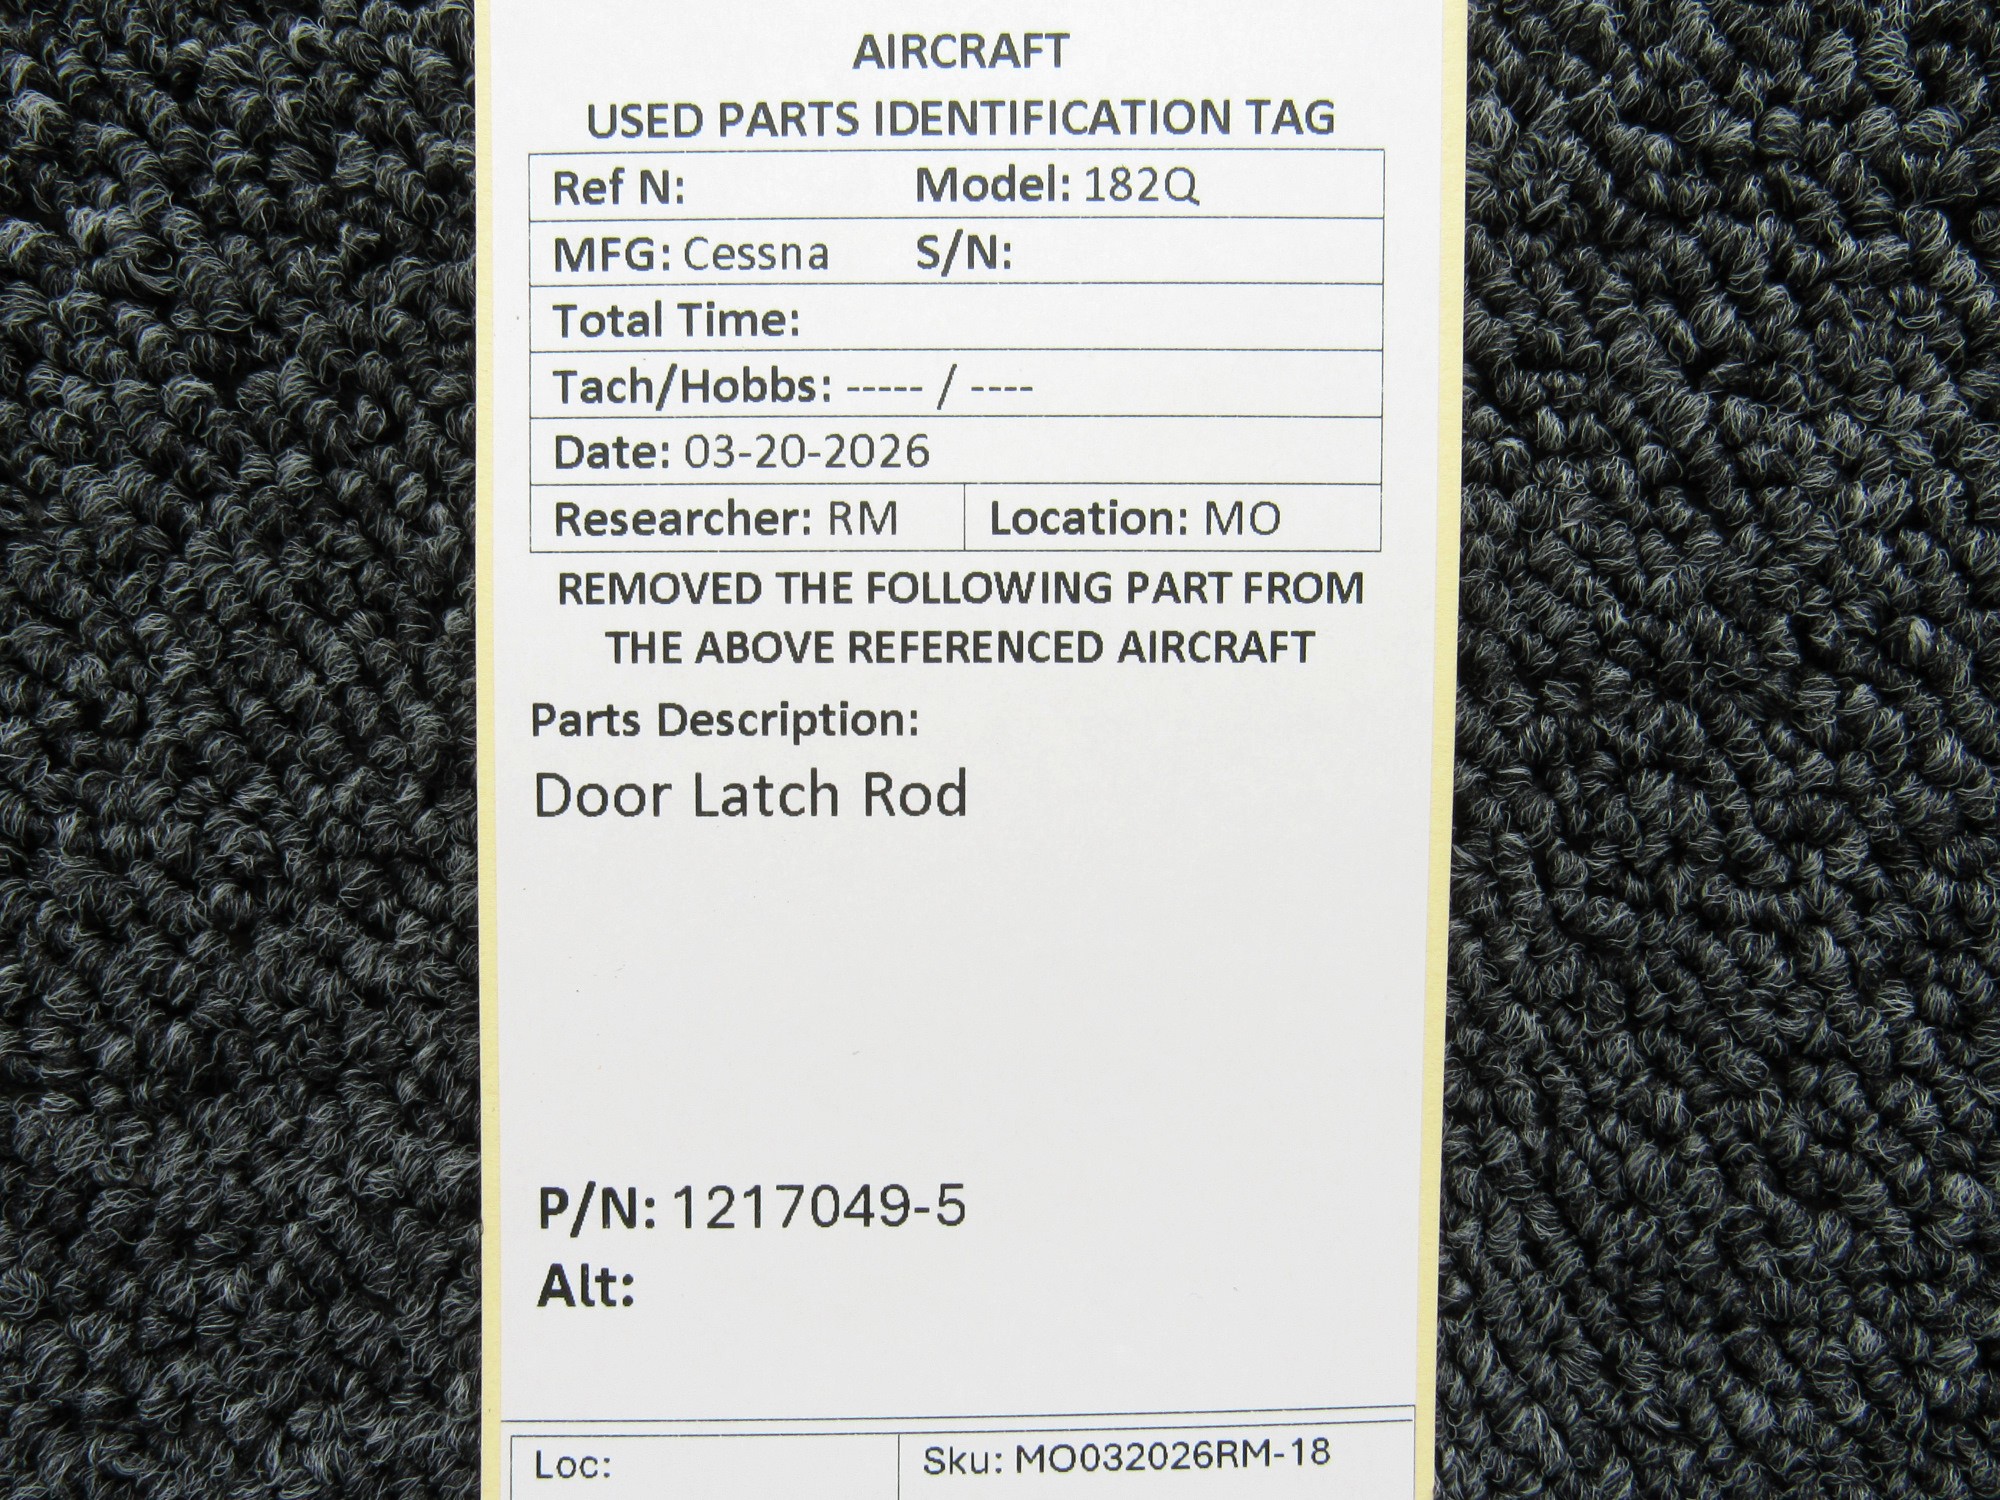 AIRCRAFT
USED PARTS IDENTIFICATION TAG
Ref N: Model: 182Q
MFG: Cessna S/N:
Total Time:
Tach/Hobbs: ----- / ----
Date: 03-20-2026
Researcher: RM Location: MO
REMOVED THE FOLLOWING PART FROM
THE ABOVE REFERENCED AIRCRAFT
Parts Description:
Door Latch Rod
P/N: 1217049-5
Alt:
Loc: Sku: MO032026RM-18